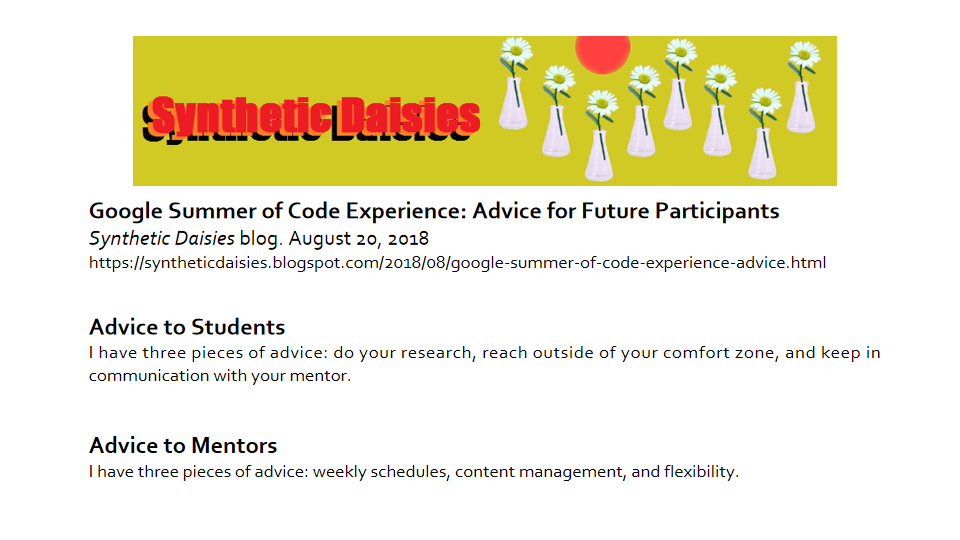 Synthetic Daisies
Google Summer of Code Experience: Advice for Future Participants
Synthetic Daisies blog. August 20, 2018
https://syntheticdaisies.blogspot.com/2018/08/google-summer-of-code-experience-advice.html
Advice to Students
I have three pieces of advice: do your research, reach outside of your comfort zone, and keep in
communication with your mentor.
Advice to Mentors
I have three pieces of advice: weekly schedules, content management, and flexibility.